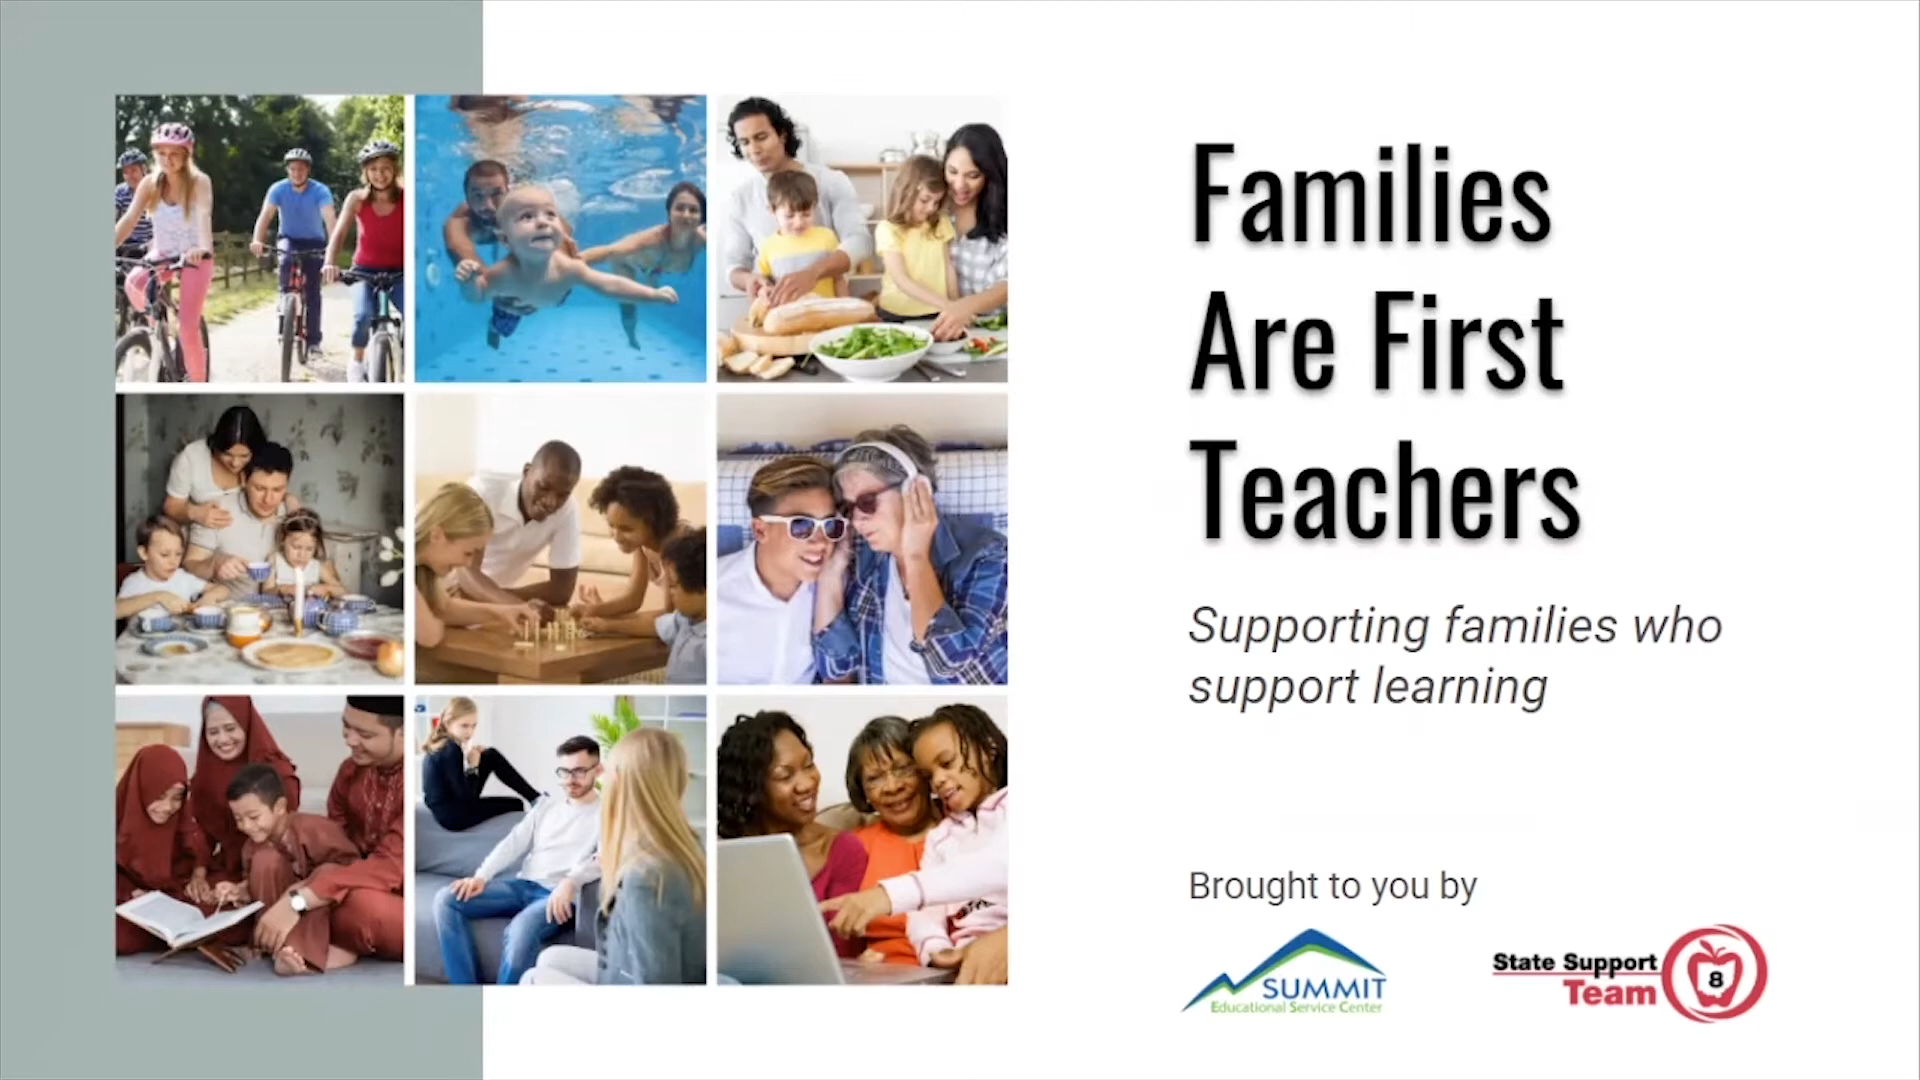 Families
Are First
Teachers
Supporting families who
support learning
Brought to you by
SUMMIT
Educational Service Center
State Support
Team
8